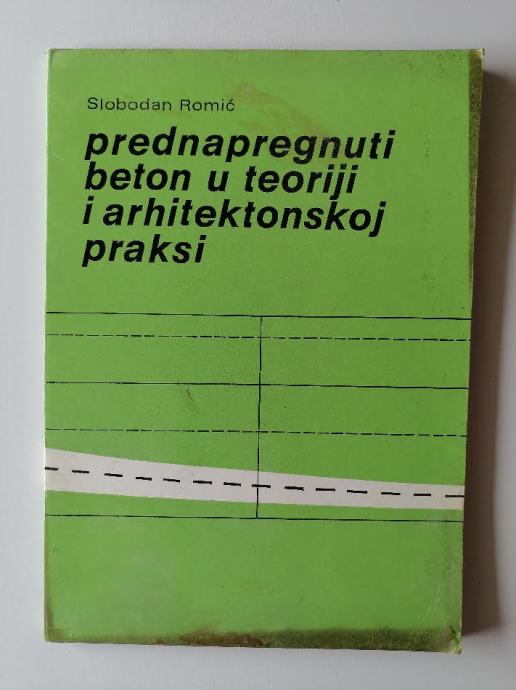 Slobodan Romić
prednapregnuti
beton u teoriji
i arhitektonskoj
praksi